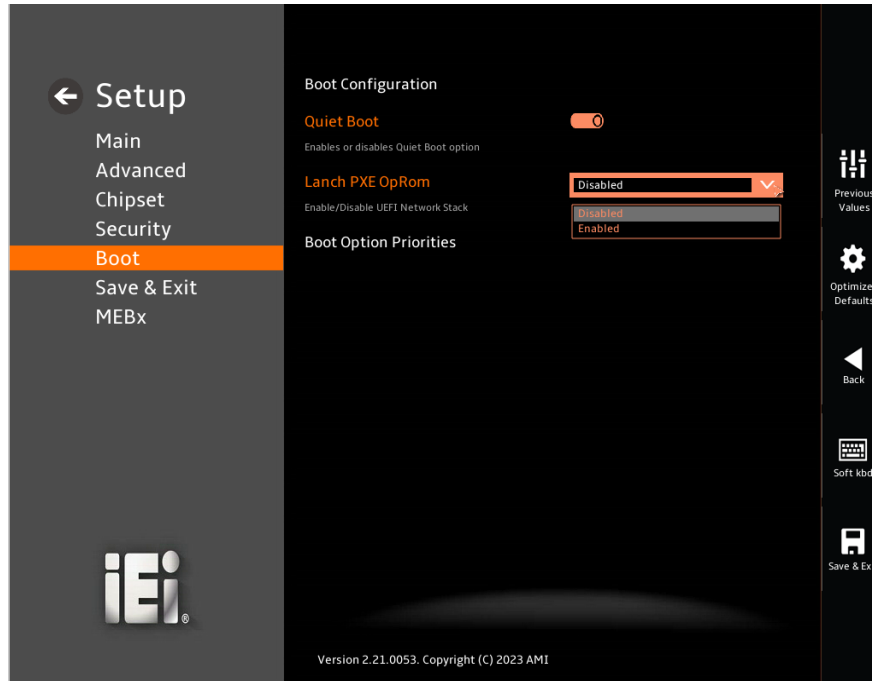 Setup
Main
Advanced
Chipset
Security
Boot
Save & Exit
MEBx
iEi®
Boot Configuration
Quiet Boot
Enables or disables Quiet Boot option
Lanch PXE OpRom
Disabled
Enable/Disable UEFI Network Stack
Disabled
Enabled
Boot Option Priorities
Version 2.21.0053. Copyright (C) 2023 AMI
Previous
Values
Optimize
Defaults
Back
Soft kbd
Save & Ex